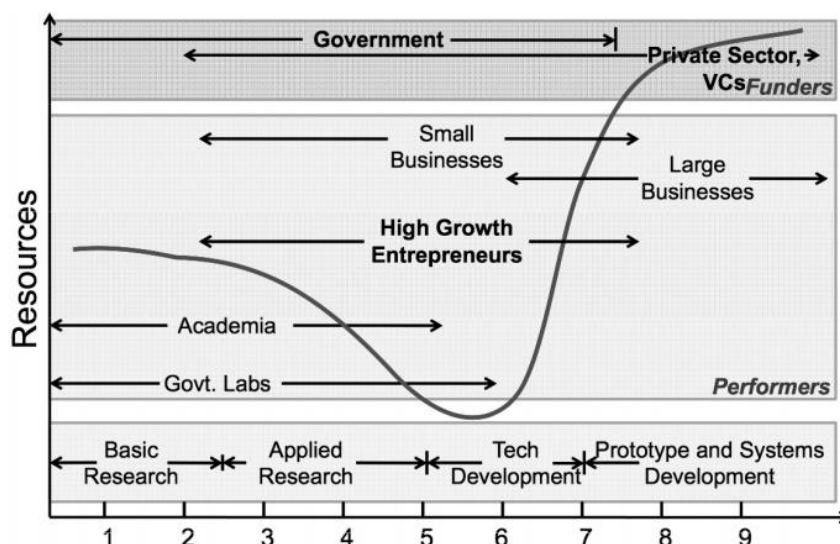 Government
Private Sector,
VCs
Funders
Small
Businesses
Large
Businesses
High Growth
Entrepreneurs
Resources
Academia
Govt. Labs
Performers
Basic
Research
Applied
Research
Tech
Development
Prototype and Systems
Development
1 2 3 4 5 6 7 8 9